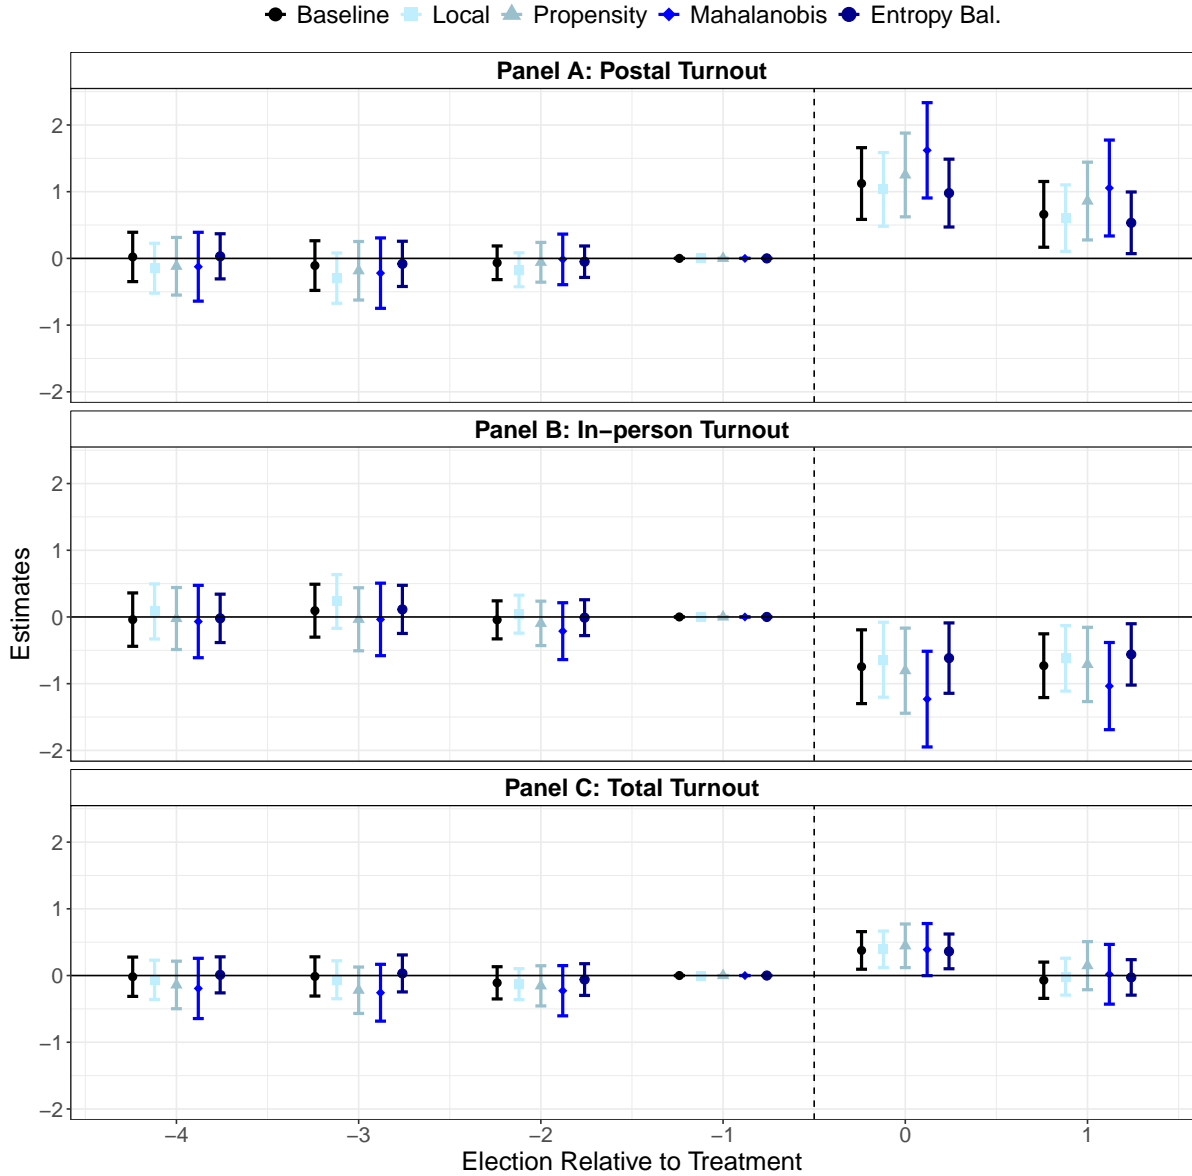 Baseline Local Propensity Mahalanobis Entropy Bal.
Panel A: Postal Turnout
2
1
0
−1
−2
Panel B: In−person Turnout
2
1
0
−1
−2
Panel C: Total Turnout
2
1
0
−1
−2
Estimates
−4 −3 −2 −1 0 1
Election Relative to Treatment